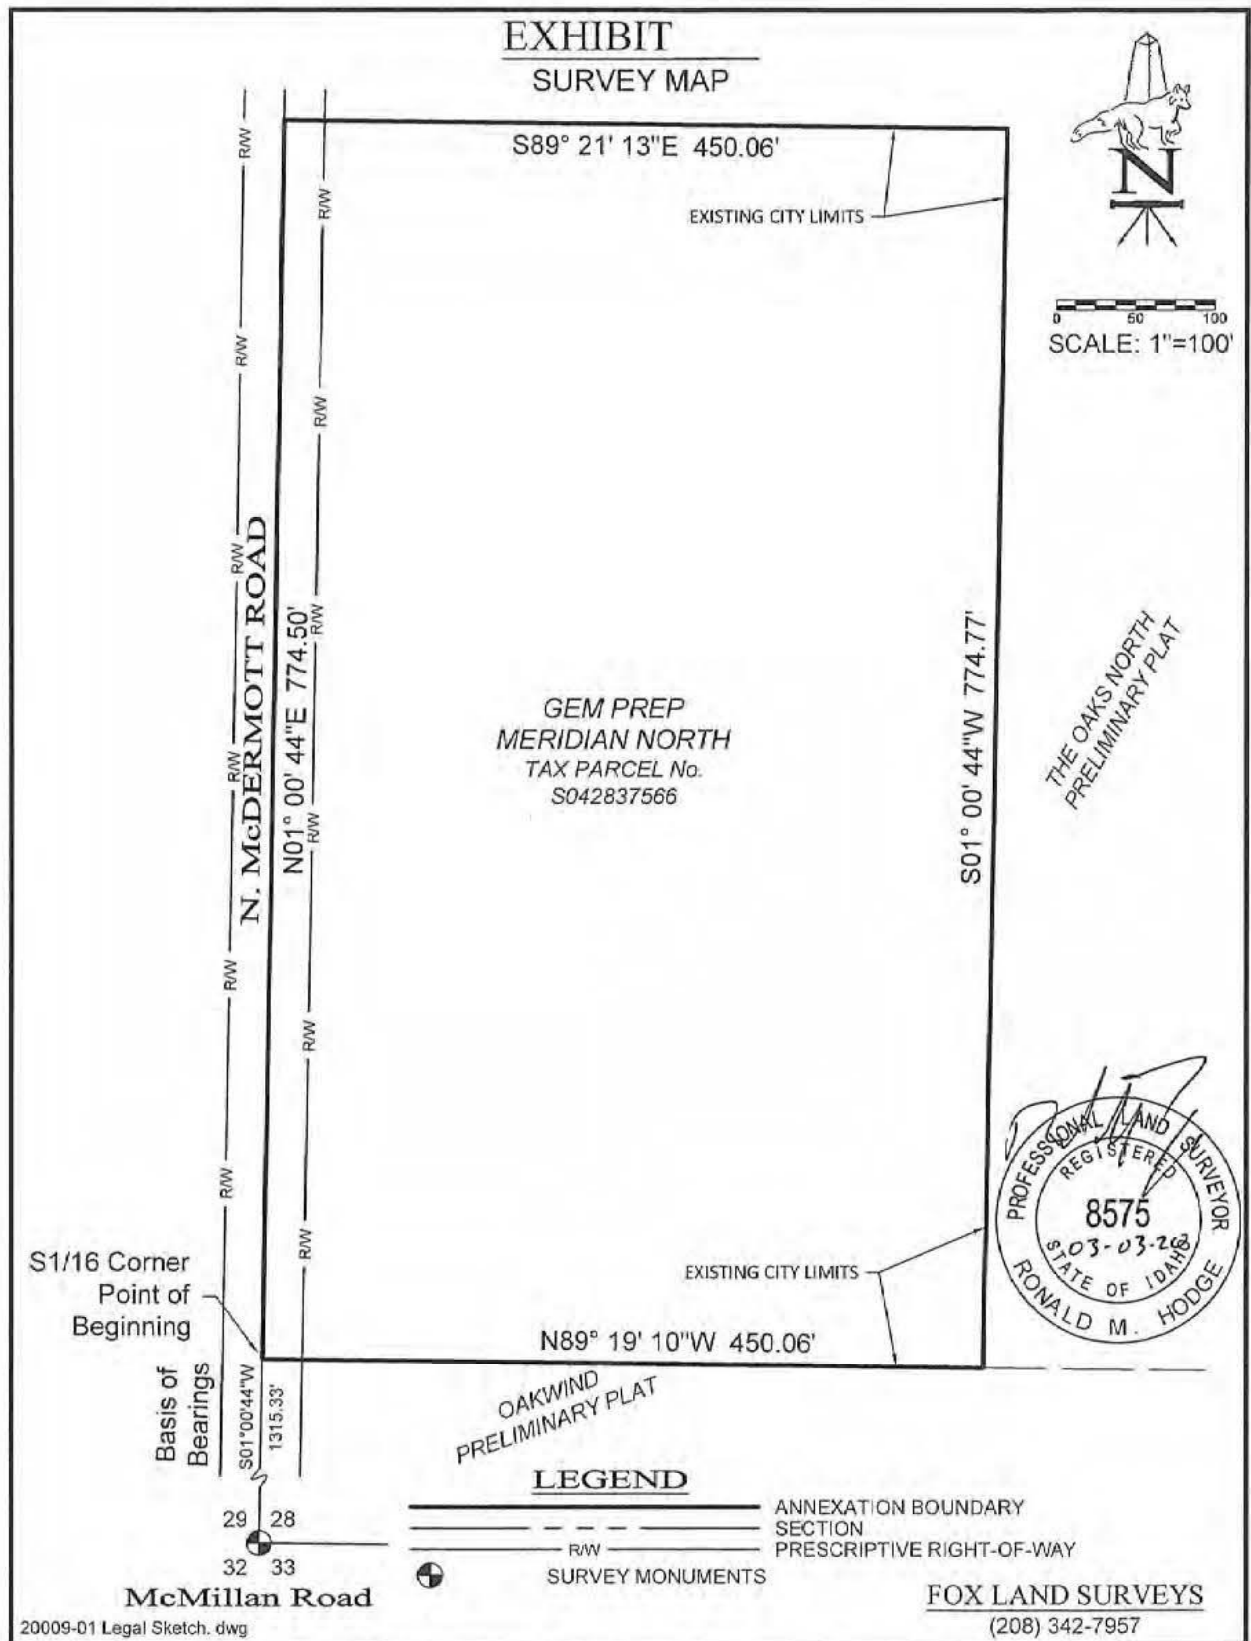 EXHIBIT
SURVEY MAP
N
S89° 21' 13"E 450.06'
EXISTING CITY LIMITS
0 50 100
SCALE: 1"=100'
R/W
R/W
R/W
R/W
R/W
R/W
R/W
R/W
R/W
R/W
R/W
R/W
N. McDERMOTT ROAD
N01° 00' 44"E 774.50'
GEM PREP
MERIDIAN NORTH
TAX PARCEL No.
S042837566
S01° 00' 44"W 774.77'
THE OAKS NORTH
PRELIMINARY PLAT
PROFESSIONAL LAND SURVEYOR
REGISTERED
8575
03-03-20
STATE OF IDAHO
RONALD M. HODGE
S1/16 Corner
Point of
Beginning
EXISTING CITY LIMITS
N89° 19' 10"W 450.06'
Basis of
Bearings
S01°00'44"W
1315.33'
OAKWIND
PRELIMINARY PLAT
29 28
32 33
McMillan Road
LEGEND
ANNEXATION BOUNDARY
SECTION
R/W PRESCRIPTIVE RIGHT-OF-WAY
SURVEY MONUMENTS
FOX LAND SURVEYS
(208) 342-7957
20009-01 Legal Sketch. dwg